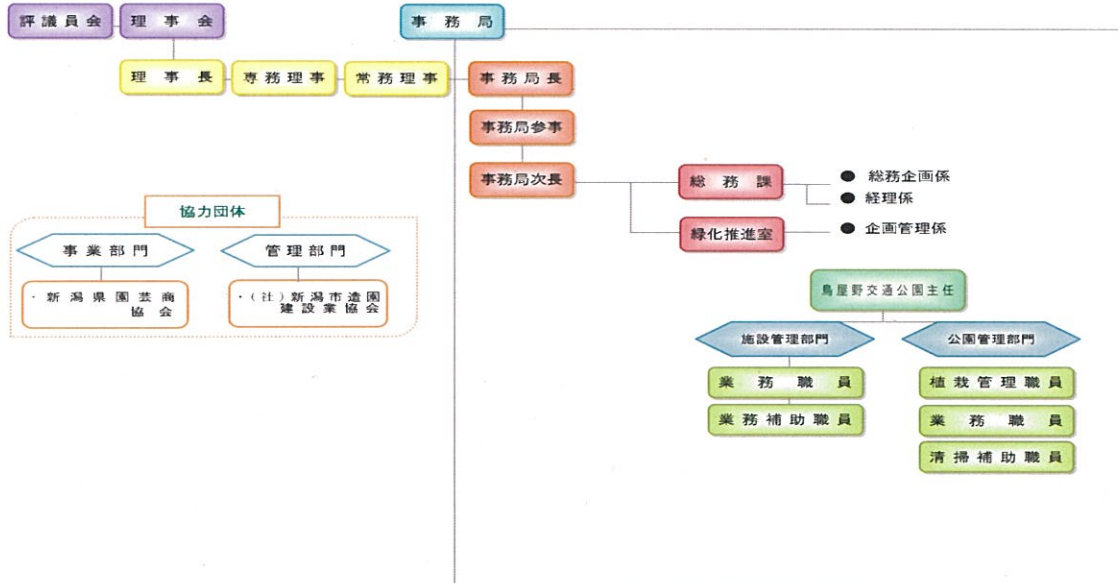 評議員会
理事会
事務局
理事長
専務理事
常務理事
事務局長
事務局参事
事務局次長
総務課
● 総務企画係
● 経理係
緑化推進室
● 企画管理係
協力団体
事業部門
管理部門
・新潟県園芸商
協会
・(社)新潟市造園
建設業協会
鳥屋野交通公園主任
施設管理部門
公園管理部門
業務職員
業務補助職員
植栽管理職員
業務職員
清掃補助職員